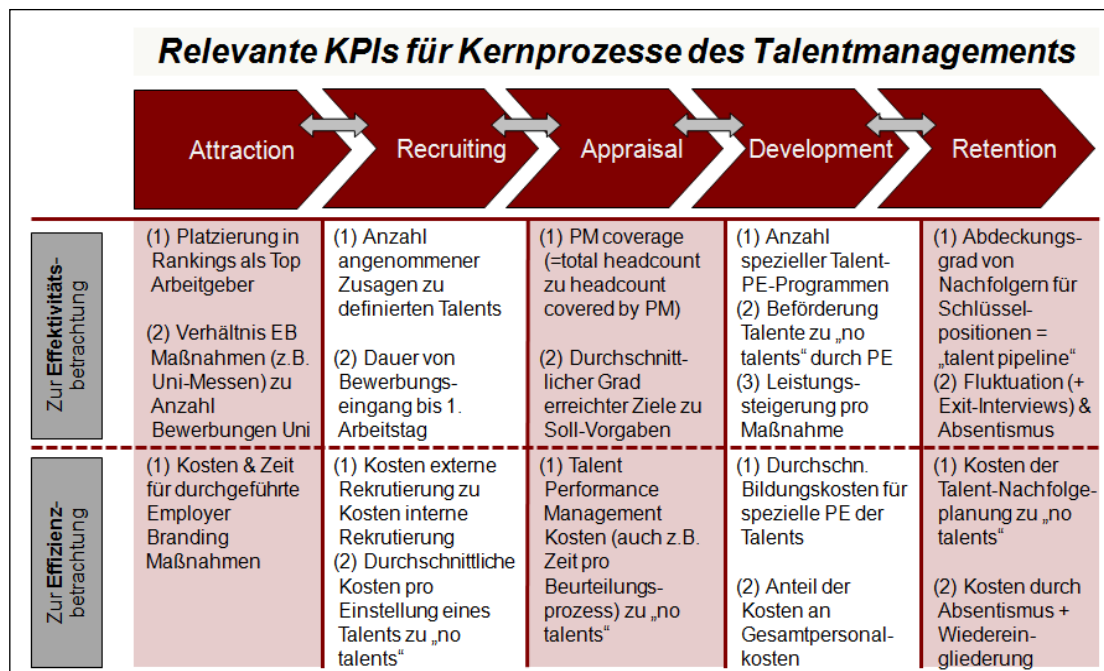 Relevante KPIs für Kernprozesse des Talentmanagements
Attraction
Recruiting
Appraisal
Development
Retention
Zur Effektivitäts-
betrachtung
(1) Platzierung in
Rankings als Top
Arbeitgeber
(2) Verhältnis EB
Maßnahmen (z.B.
Uni-Messen) zu
Anzahl
Bewerbungen Uni
(1) Anzahl
angenommener
Zusagen zu
definierten Talents
(2) Dauer von
Bewerbungs-
eingang bis 1.
Arbeitstag
(1) PM coverage
(=total headcount
zu headcount
covered by PM)
(2) Durchschnitt-
licher Grad
erreichter Ziele zu
Soll-Vorgaben
(1) Anzahl
spezieller Talent-
PE-Programmen
(2) Beförderung
Talente zu „no
talents“ durch PE
(3) Leistungs-
steigerung pro
Maßnahme
(1) Abdeckungs-
grad von
Nachfolgern für
Schlüssel-
positionen =
„talent pipeline“
(2) Fluktuation (+
Exit-Interviews) &
Absentismus
Zur Effizienz-
betrachtung
(1) Kosten & Zeit
für durchgeführte
Employer
Branding
Maßnahmen
(1) Kosten externe
Rekrutierung zu
Kosten interne
Rekrutierung
(2) Durchschnittliche
Kosten pro
Einstellung eines
Talents zu „no
talents“
(1) Talent
Performance
Management
Kosten (auch z.B.
Zeit pro
Beurteilungs-
prozess) zu „no
talents“
(1) Durchschn.
Bildungskosten für
spezielle PE der
Talents
(2) Anteil der
Kosten an
Gesamtpersonal-
kosten
(1) Kosten der
Talent-Nachfolge-
planung zu „no
talents“
(2) Kosten durch
Absentismus +
Wiederein-
gliederung